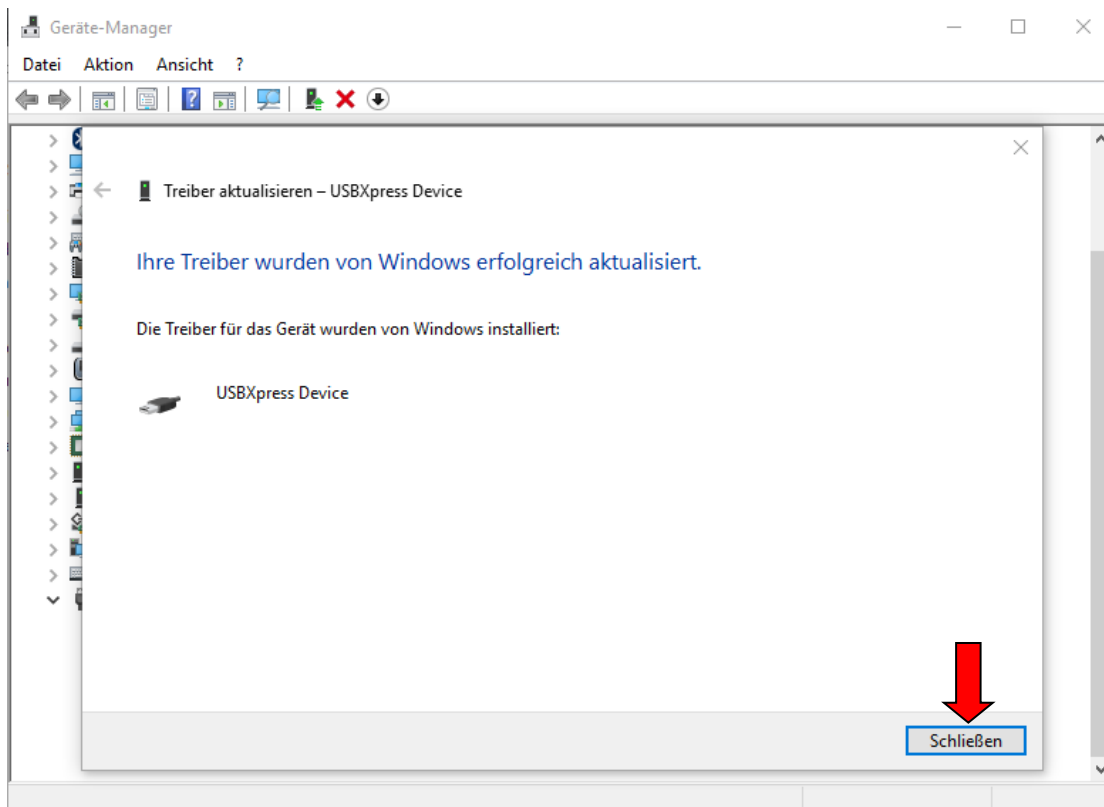 Geräte-Manager
Datei Aktion Ansicht ?
Treiber aktualisieren – USBXpress Device
Ihre Treiber wurden von Windows erfolgreich aktualisiert.
Die Treiber für das Gerät wurden von Windows installiert:
USBXpress Device
Schließen